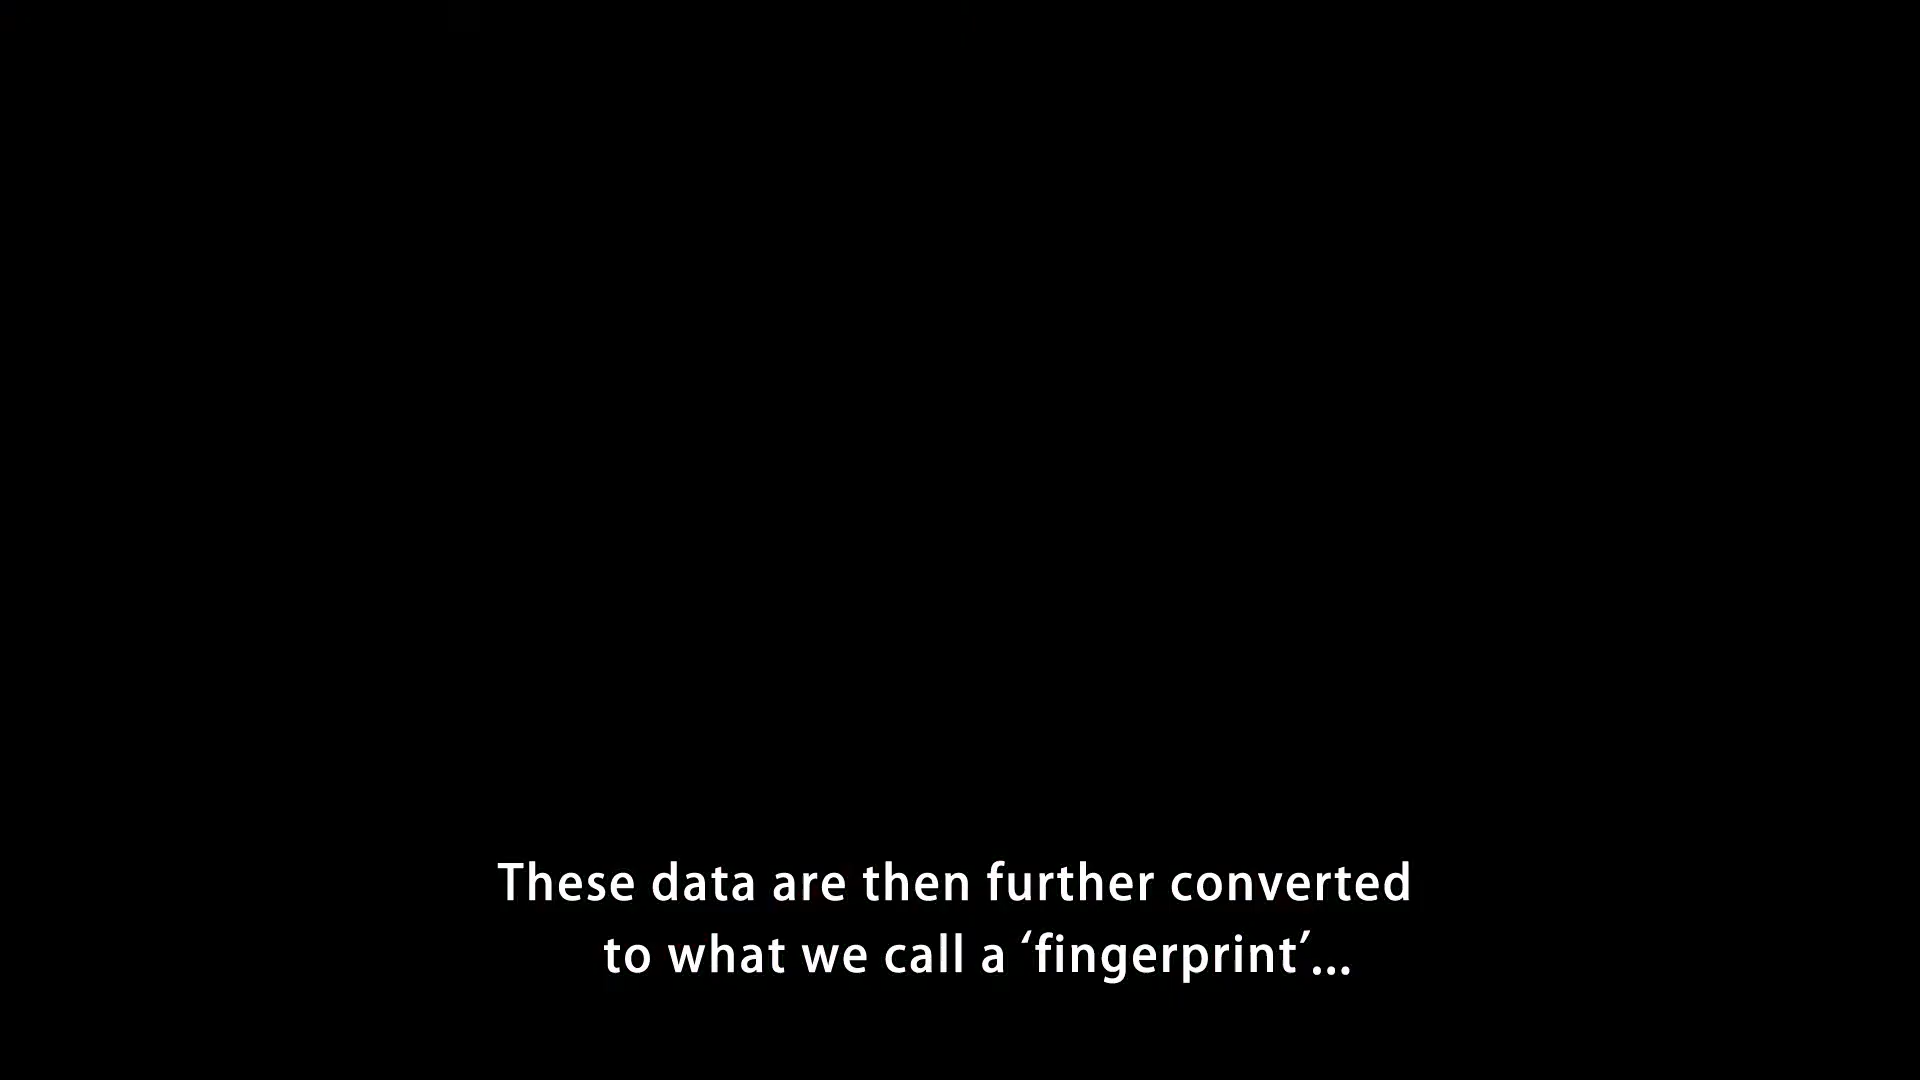 These data are then further converted
to what we call a ‘fingerprint’...